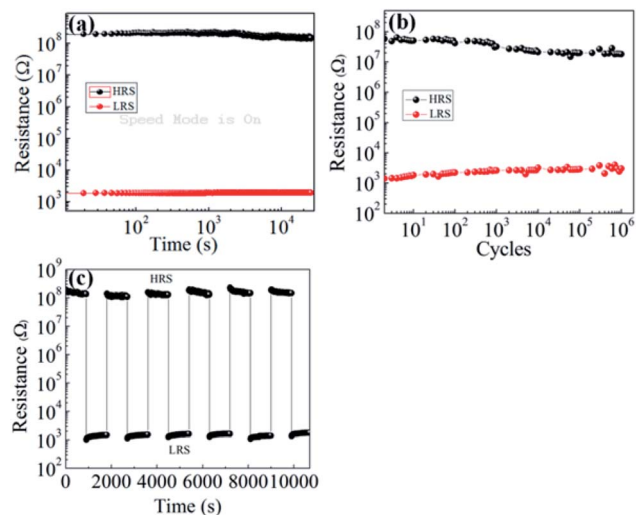 (a)
10^8
10^7
10^6
10^5
10^4
10^3
Resistance (Ω)
HRS
LRS
Speed Mode is On
10^2 10^3 10^4
Time (s)
(b)
10^8
10^7
10^6
10^5
10^4
10^3
10^2
Resistance (Ω)
HRS
LRS
10^1 10^2 10^3 10^4 10^5 10^6
Cycles
(c)
10^9
10^8
10^7
10^6
10^5
10^4
10^3
10^2
Resistance (Ω)
HRS
LRS
0 2000 4000 6000 8000 10000
Time (s)